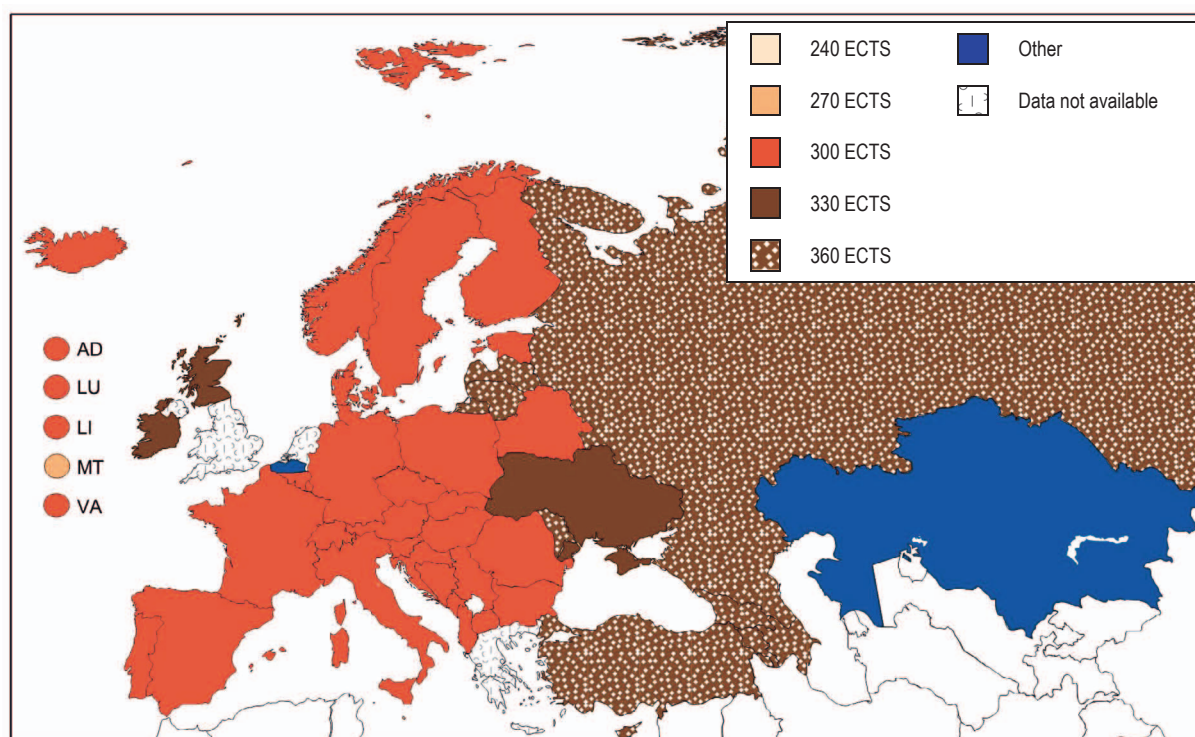 240 ECTS
270 ECTS
300 ECTS
330 ECTS
360 ECTS
Other
Data not available
AD
LU
LI
MT
VA